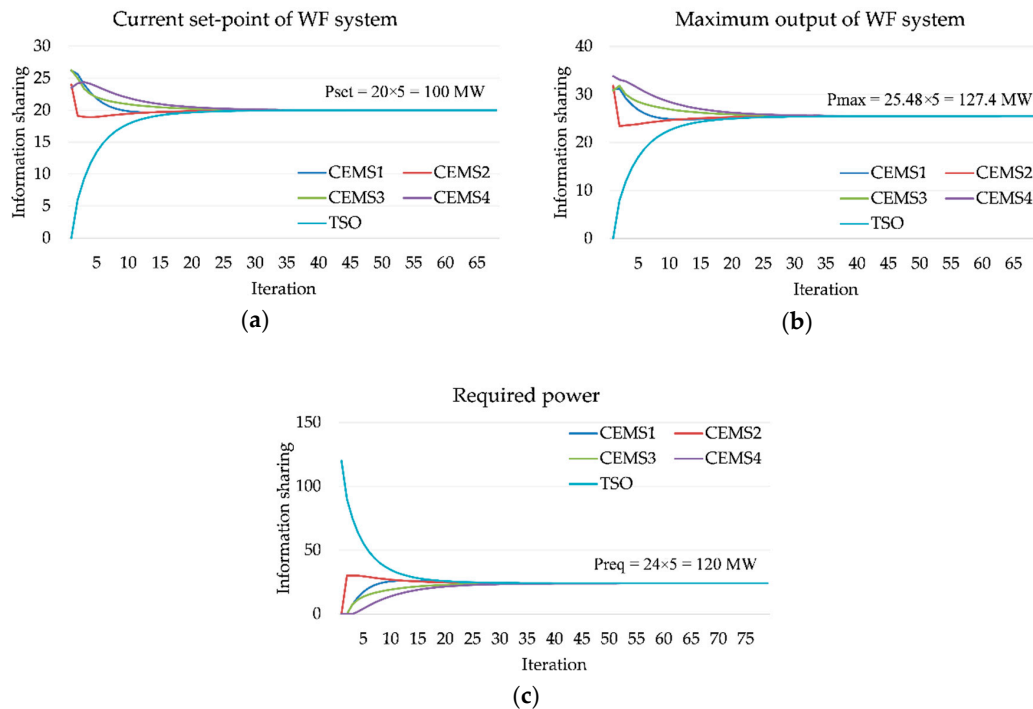 Current set-point of WF system
Information sharing
30
25
20
15
10
5
0
Pset = 20×5 = 100 MW
CEMS1 CEMS2
CEMS3 CEMS4
TSO
5 10 15 20 25 30 35 40 45 50 55 60 65
Iteration
(a)
Maximum output of WF system
Information sharing
40
30
20
10
0
Pmax = 25.48×5 = 127.4 MW
CEMS1 CEMS2
CEMS3 CEMS4
TSO
5 10 15 20 25 30 35 40 45 50 55 60 65
Iteration
(b)
Required power
Information sharing
150
100
50
0
CEMS1 CEMS2
CEMS3 CEMS4
TSO
Preq = 24×5 = 120 MW
5 10 15 20 25 30 35 40 45 50 55 60 65 70 75
Iteration
(c)